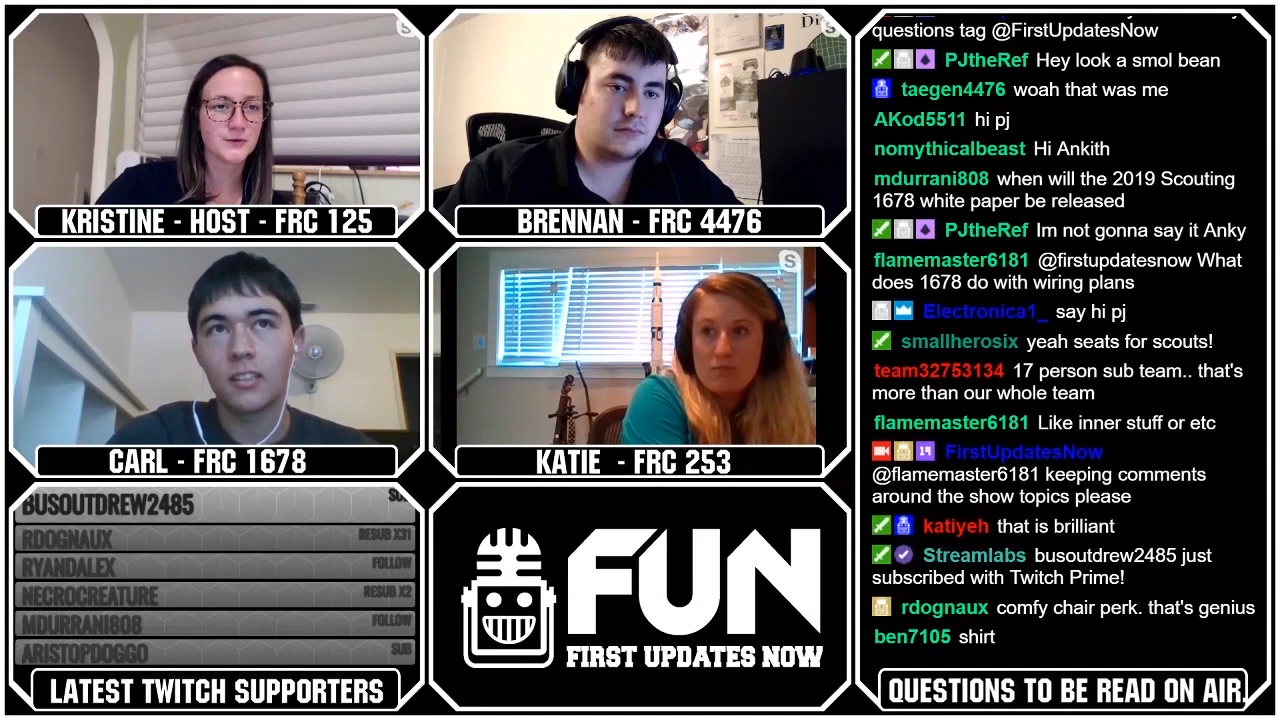 KRISTINE - HOST - FRC 125
BRENNAN - FRC 4476
CARL - FRC 1678
KATIE - FRC 253
BUSOUTDREW2485
RDOGNAUX RESUB X31
RYANDALEX FOLLOW
NECROCREATURE RESUB X2
MDURRANI808 FOLLOW
ARISTOPDOGGO SUB
LATEST TWITCH SUPPORTERS
FUN
FIRST UPDATES NOW
questions tag @FirstUpdatesNow
PJtheRef Hey look a smol bean
taegen4476 woah that was me
AKod5511 hi pj
nomythicalbeast Hi Ankith
mdurrani808 when will the 2019 Scouting
1678 white paper be released
PJtheRef Im not gonna say it Anky
flamemaster6181 @firstupdatesnow What
does 1678 do with wiring plans
Electronica1_ say hi pj
smallherosix yeah seats for scouts!
team32753134 17 person sub team.. that's
more than our whole team
flamemaster6181 Like inner stuff or etc
FirstUpdatesNow
@flamemaster6181 keeping comments
around the show topics please
katiyeh that is brilliant
Streamlabs busoutdrew2485 just
subscribed with Twitch Prime!
rdognaux comfy chair perk. that's genius
ben7105 shirt
QUESTIONS TO BE READ ON AIR.